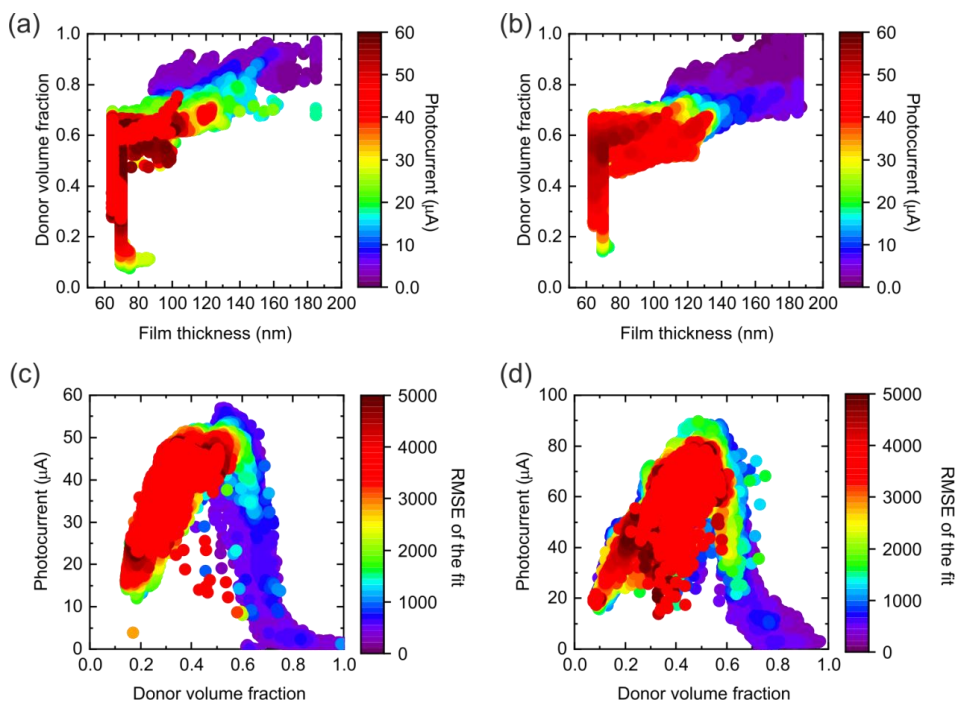 (a)
1.0
0.8
0.6
0.4
0.2
0.0
Donor volume fraction
60 80 100 120 140 160 180 200
Film thickness (nm)
60
50
40
30
20
10
0.0
Photocurrent (µA)
(b)
1.0
0.8
0.6
0.4
0.2
0.0
Donor volume fraction
60 80 100 120 140 160 180 200
Film thickness (nm)
60
50
40
30
20
10
0.0
Photocurrent (µA)
(c)
60
50
40
30
20
10
0
Photocurrent (µA)
0.0 0.2 0.4 0.6 0.8 1.0
Donor volume fraction
5000
4000
3000
2000
1000
0
RMSE of the fit
(d)
100
80
60
40
20
0
Photocurrent (µA)
0.0 0.2 0.4 0.6 0.8 1.0
Donor volume fraction
5000
4000
3000
2000
1000
0
RMSE of the fit